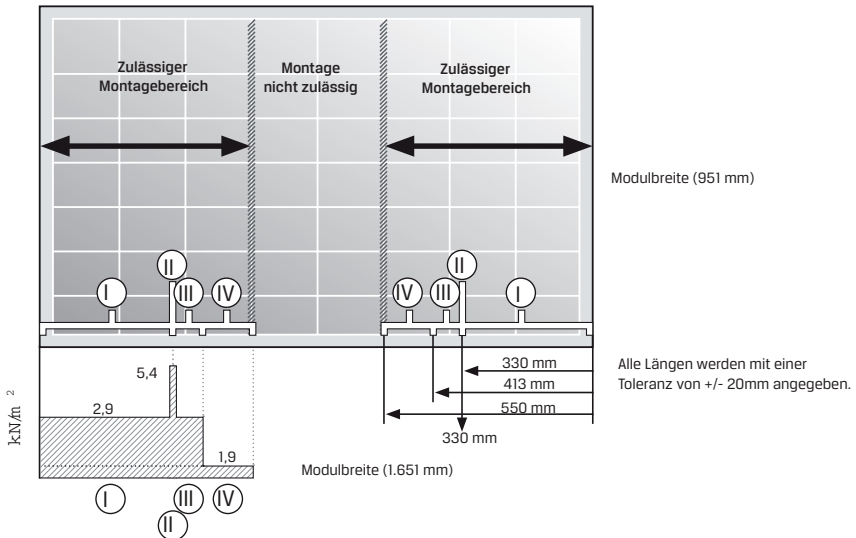 Zulässiger
Montagebereich
Montage
nicht zulässig
Zulässiger
Montagebereich
Modulbreite (951 mm)
I
II
III
IV
IV
III
II
I
330 mm
413 mm
550 mm
330 mm
Alle Längen werden mit einer
Toleranz von +/- 20mm angegeben.
kN/m²
5,4
2,9
1,9
Modulbreite (1.651 mm)
I
II
III
IV